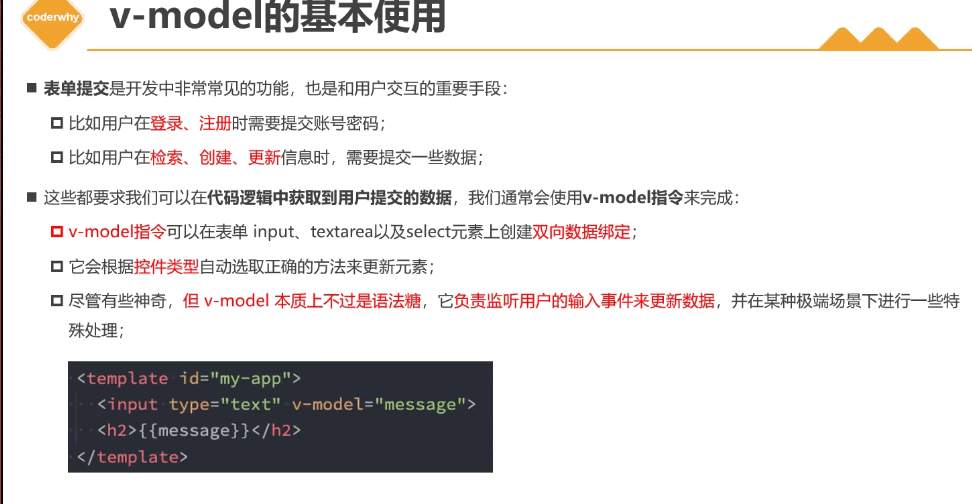 coderwhy
v-model的基本使用
表单提交是开发中非常常见的功能，也是和用户交互的重要手段：
比如用户在登录、注册时需要提交账号密码；
比如用户在检索、创建、更新信息时，需要提交一些数据；
这些都要求我们可以在代码逻辑中获取到用户提交的数据，我们通常会使用v-model指令来完成：
v-model指令可以在表单 input、textarea以及select元素上创建双向数据绑定；
它会根据控件类型自动选取正确的方法来更新元素；
尽管有些神奇，但 v-model 本质上不过是语法糖，它负责监听用户的输入事件来更新数据，并在某种极端场景下进行一些特
殊处理；
<template id="my-app">
<input type="text" v-model="message">
<h2>{{message}}</h2>
</template>